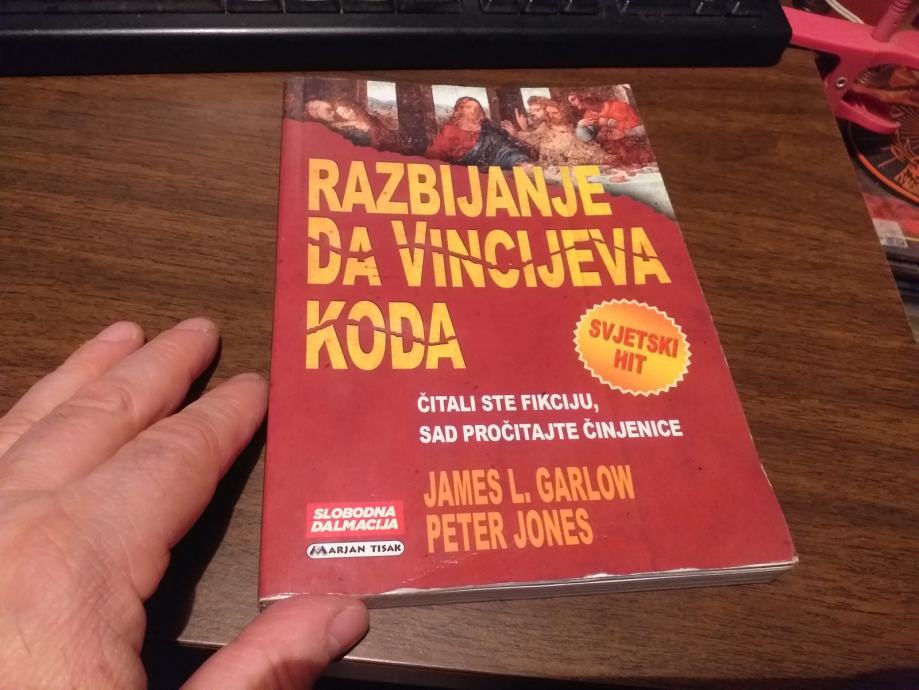 RAZBIJANJE
DA VINCIJEVA
KODA
SVJETSKI
HIT
ČITALI STE FIKCIJU,
SAD PROČITAJTE ČINJENICE
JAMES L. GARLOW
PETER JONES
SLOBODNA
DALMACIJA
MARJAN TISAK